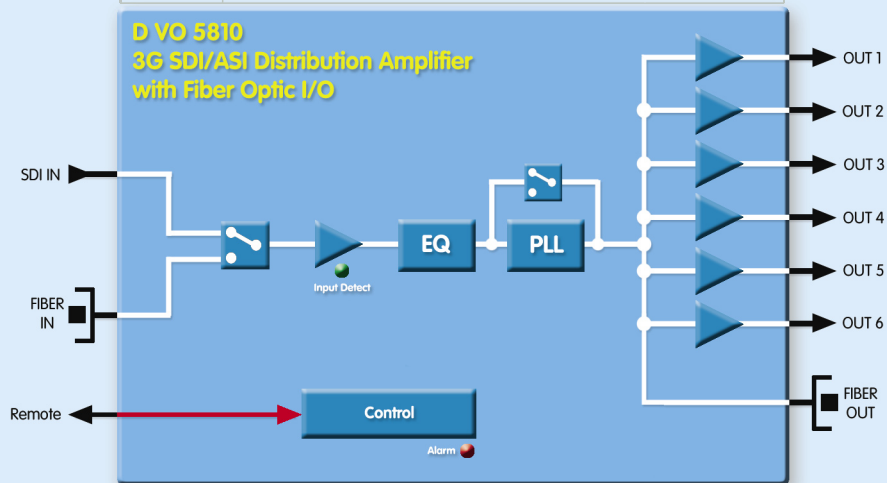 D VO 5810
3G SDI/ASI Distribution Amplifier
with Fiber Optic I/O
OUT 1
OUT 2
OUT 3
SDI IN
OUT 4
EQ
PLL
OUT 5
Input Detect
FIBER
IN
OUT 6
FIBER
OUT
Remote
Control
Alarm